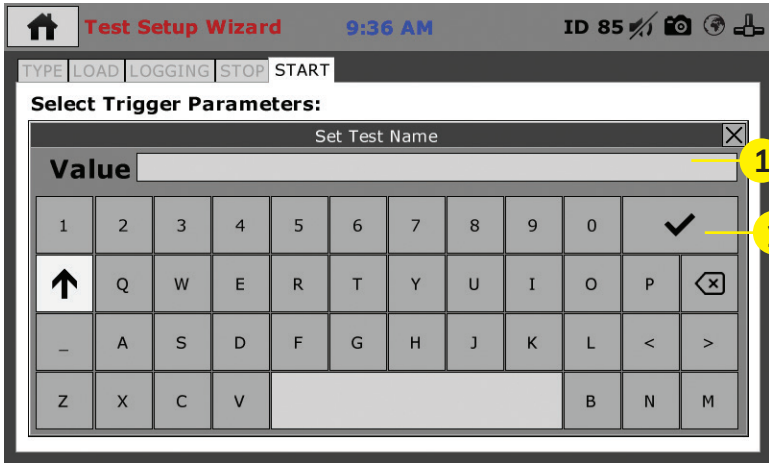 Test Setup Wizard 9:36 AM ID 85
TYPE LOAD LOGGING STOP START
Select Trigger Parameters:
Set Test Name
Value
1
1 2 3 4 5 6 7 8 9 0
Q W E R T Y U I O P
_ A S D F G H J K L < >
Z X C V B N M